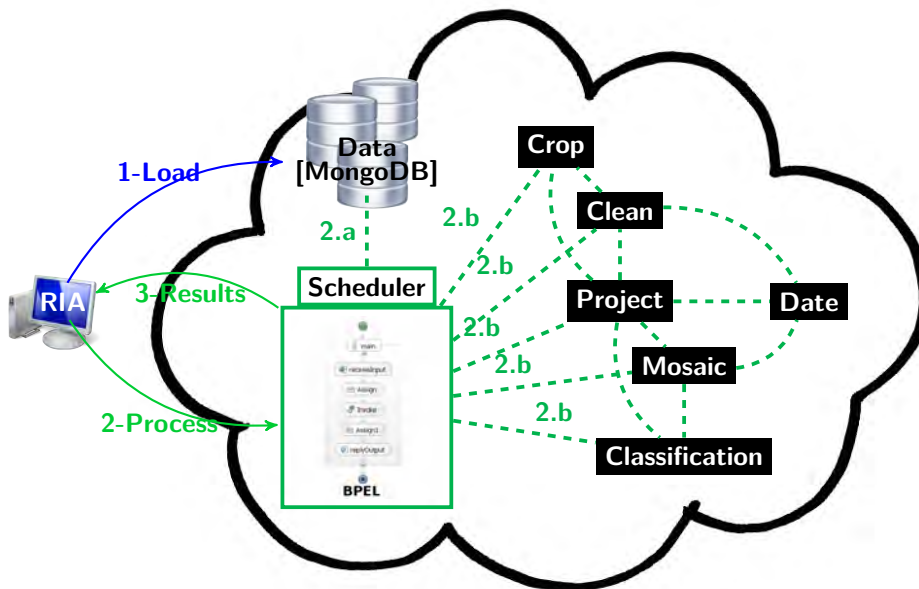 Crop
Data
[MongoDB]
1-Load
Clean
2.a
2.b
2.b
Scheduler
3-Results
RIA
Project
Date
2.b
main
2.b
Mosaic
receiveInput
Assign
Invoke
2.b
2-Process
Assign1
replyOutput
Classification
BPEL